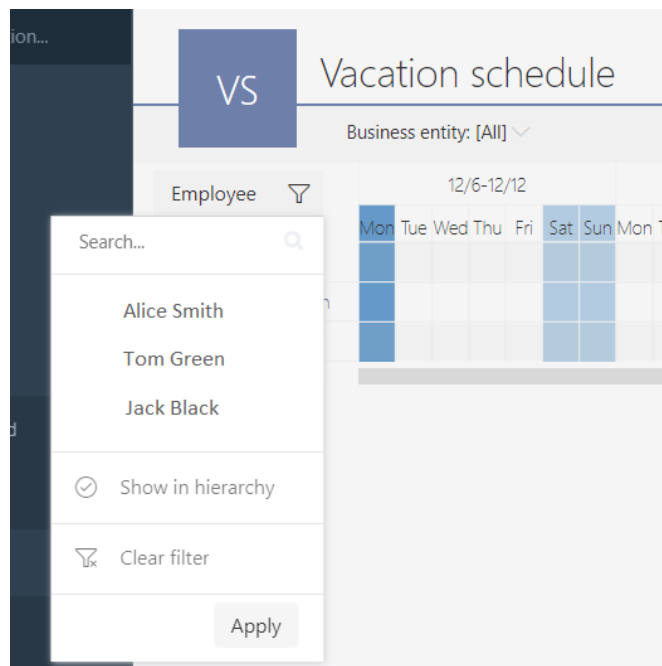 ion...
VS
Vacation schedule
Business entity: [All]
Employee
12/6-12/12
Mon Tue Wed Thu Fri Sat Sun Mon
Search...
Alice Smith
Tom Green
Jack Black
Show in hierarchy
Clear filter
Apply